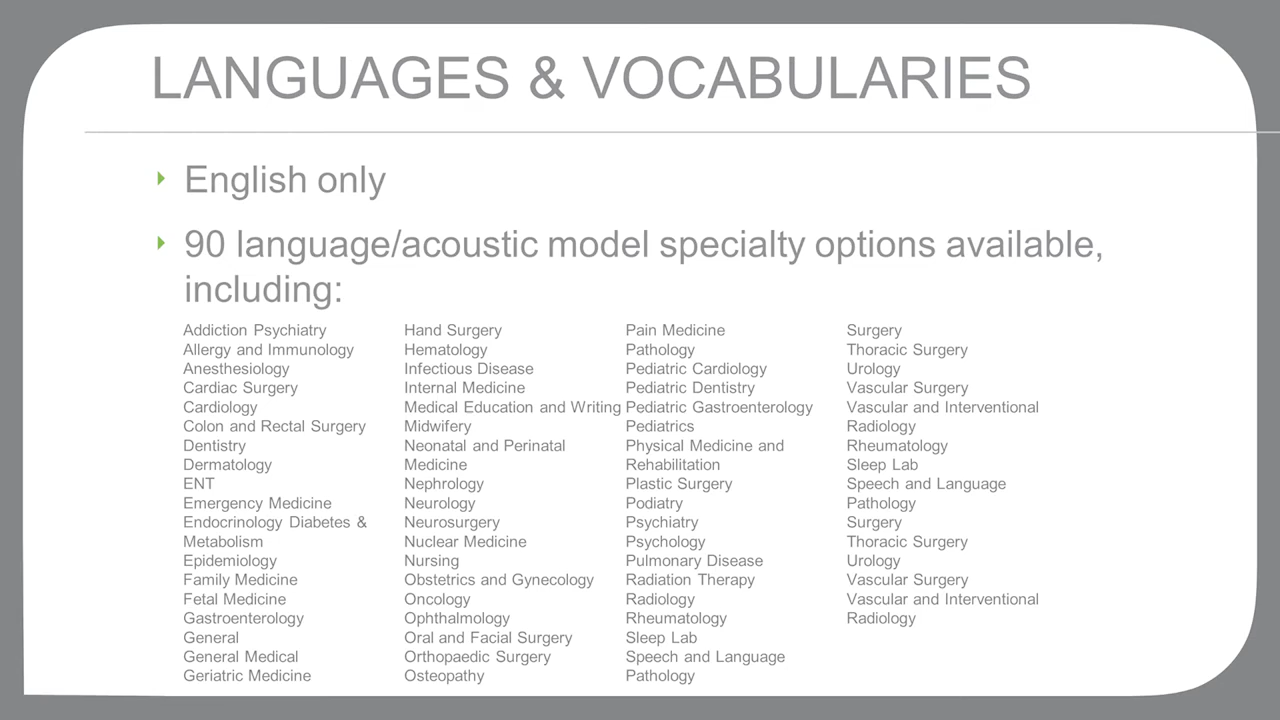 LANGUAGES & VOCABULARIES
English only
90 language/acoustic model specialty options available,
including:
Addiction Psychiatry
Allergy and Immunology
Anesthesiology
Cardiac Surgery
Cardiology
Colon and Rectal Surgery
Dentistry
Dermatology
ENT
Emergency Medicine
Endocrinology Diabetes &
Metabolism
Epidemiology
Family Medicine
Fetal Medicine
Gastroenterology
General
General Medical
Geriatric Medicine
Hand Surgery
Hematology
Infectious Disease
Internal Medicine
Medical Education and Writing
Midwifery
Neonatal and Perinatal
Medicine
Nephrology
Neurology
Neurosurgery
Nuclear Medicine
Nursing
Obstetrics and Gynecology
Oncology
Ophthalmology
Oral and Facial Surgery
Orthopaedic Surgery
Osteopathy
Pain Medicine
Pathology
Pediatric Cardiology
Pediatric Dentistry
Pediatric Gastroenterology
Pediatrics
Physical Medicine and
Rehabilitation
Plastic Surgery
Podiatry
Psychiatry
Psychology
Pulmonary Disease
Radiation Therapy
Radiology
Rheumatology
Sleep Lab
Speech and Language
Pathology
Surgery
Thoracic Surgery
Urology
Vascular Surgery
Vascular and Interventional
Radiology
Rheumatology
Sleep Lab
Speech and Language
Pathology
Surgery
Thoracic Surgery
Urology
Vascular Surgery
Vascular and Interventional
Radiology